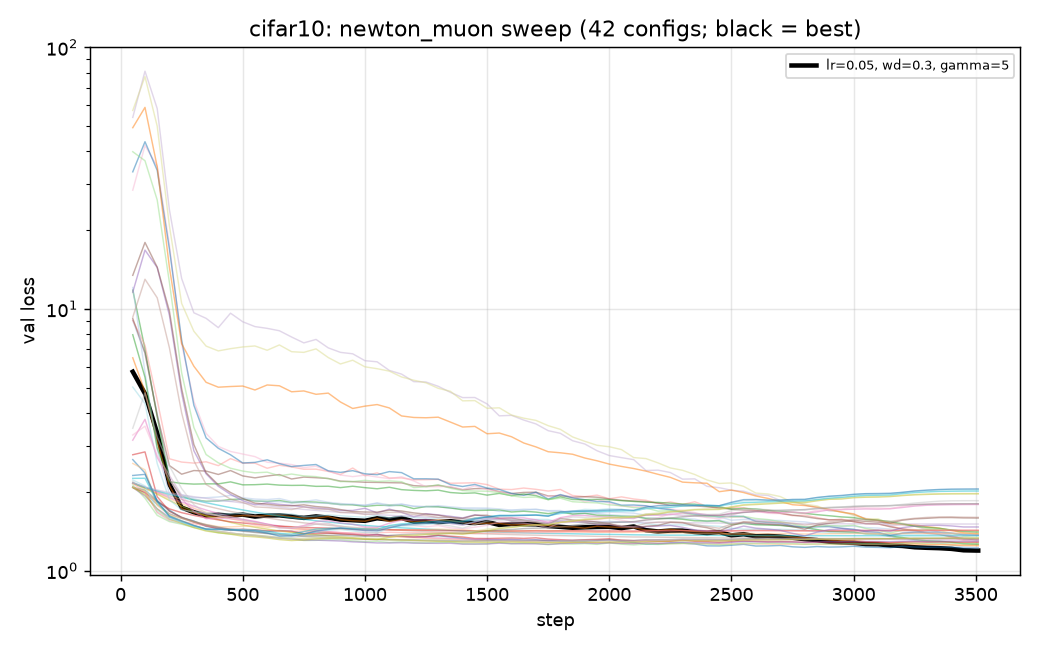 cifar10: newton_muon sweep (42 configs; black = best)
lr=0.05, wd=0.3, gamma=5
val loss
10²
10¹
10⁰
0 500 1000 1500 2000 2500 3000 3500
step